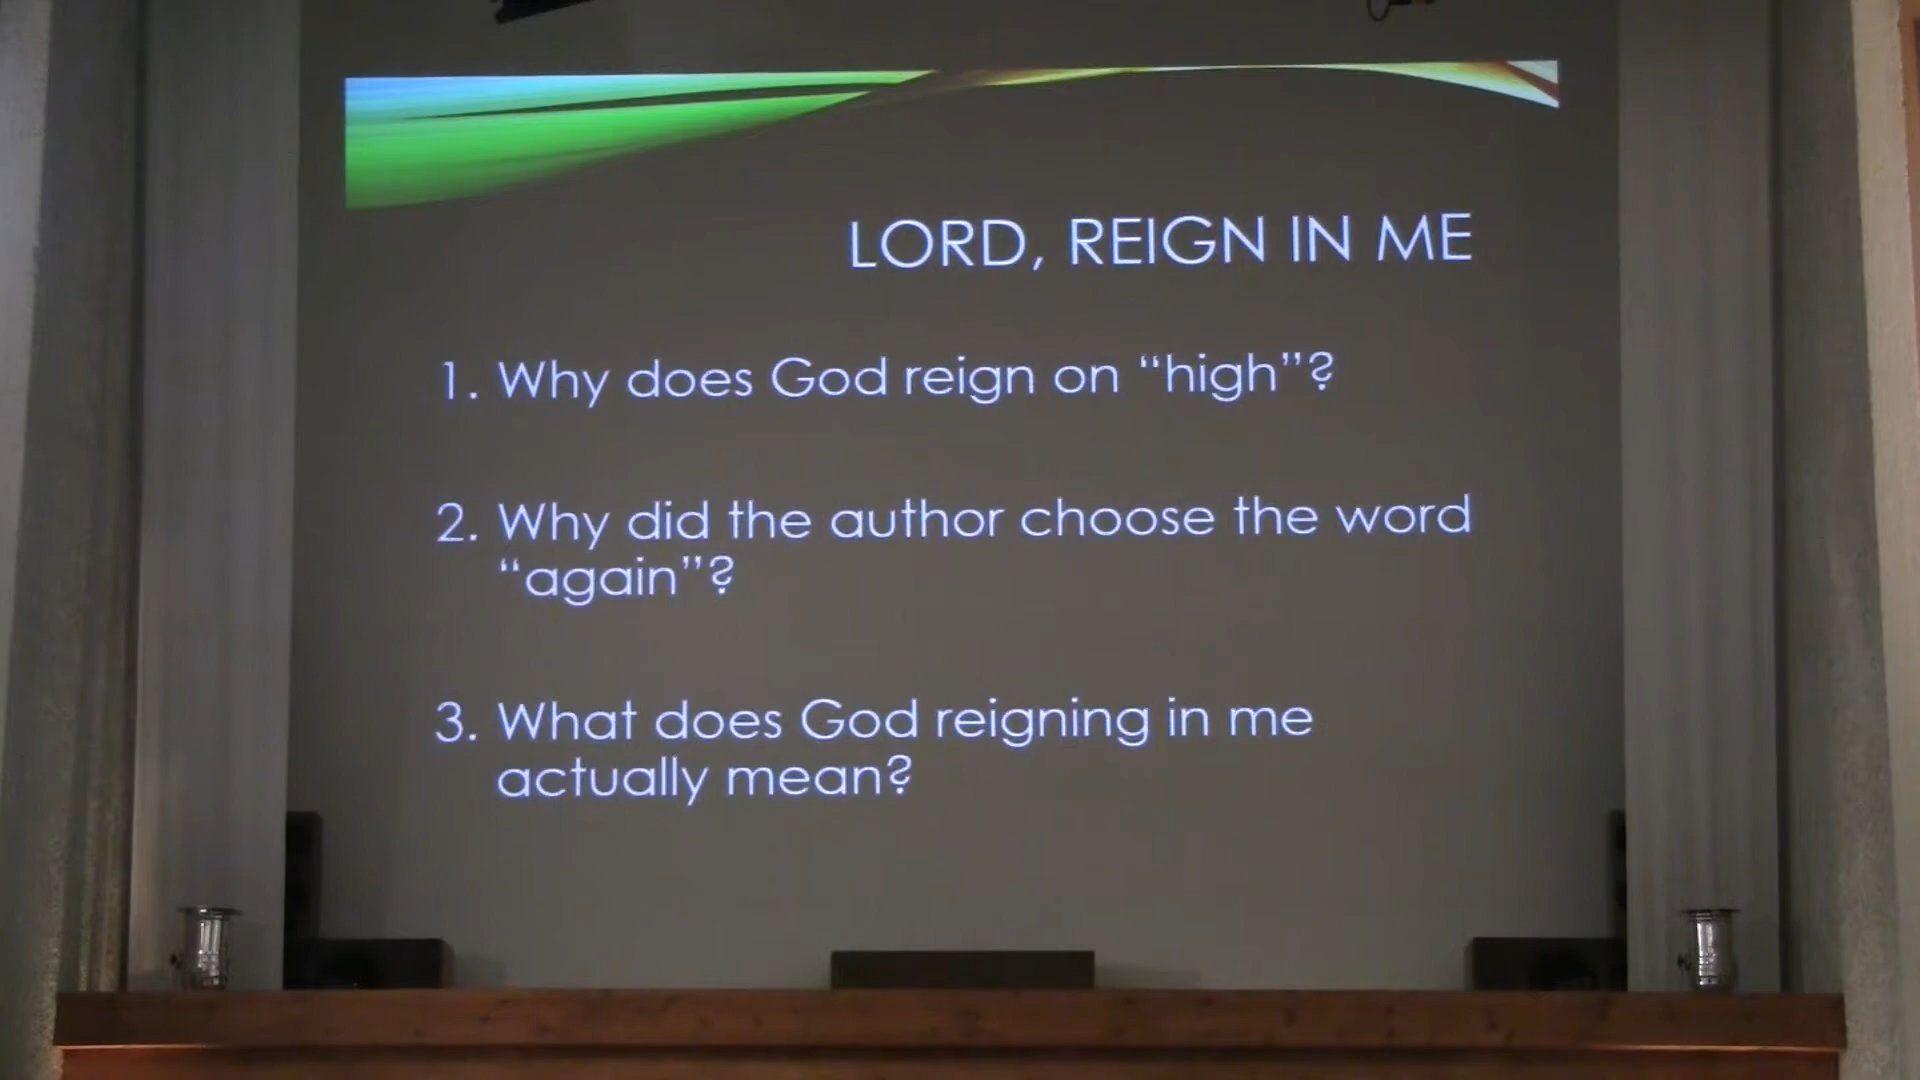 LORD, REIGN IN ME
1. Why does God reign on “high”?
2. Why did the author choose the word
“again”?
3. What does God reigning in me
actually mean?